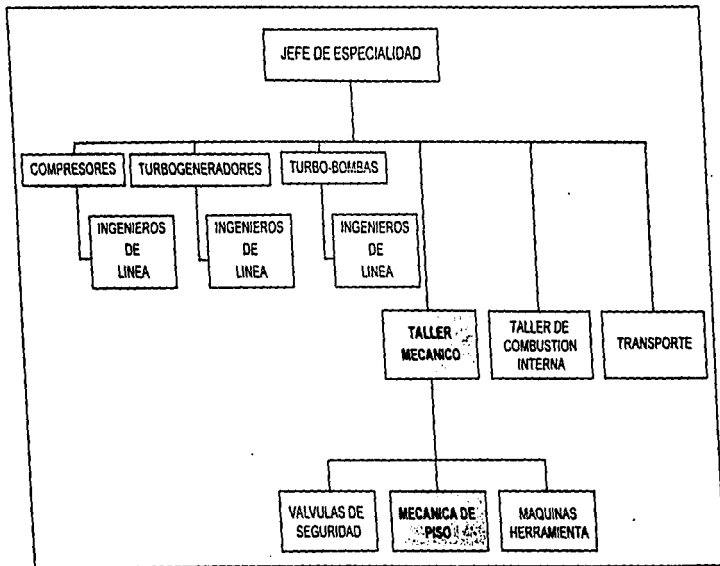 JEFE DE ESPECIALIDAD
COMPRESORES
TURBOGENERADORES
TURBO-BOMBAS
INGENIEROS
DE
LINEA
INGENIEROS
DE
LINEA
INGENIEROS
DE
LINEA
TALLER
MECANICO
TALLER DE
COMBUSTION
INTERNA
TRANSPORTE
VALVULAS DE
SEGURIDAD
MECANICA DE
PISO
MAQUINAS
HERRAMIENTA